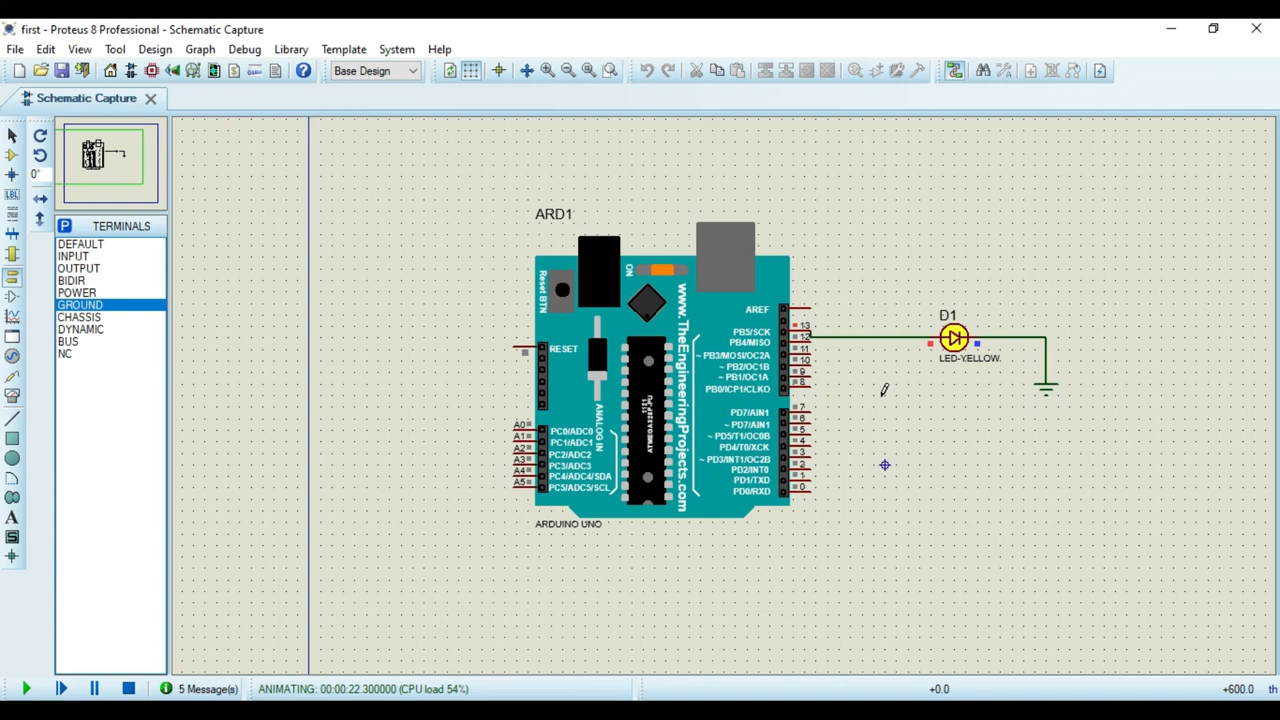 first - Proteus 8 Professional - Schematic Capture
File Edit View Tool Design Graph Debug Library Template System Help
Base Design
Schematic Capture
0°
LBL
P TERMINALS
DEFAULT
INPUT
OUTPUT
BIDIR
POWER
GROUND
CHASSIS
DYNAMIC
BUS
NC
ARD1
Reset BTN
ON
www.TheEngineeringProjects.com
RESET
ANALOG IN
AREF
13
PB5/SCK
12
PB4/MISO
11
~ PB3/MOSI/OC2A
10
~ PB2/OC1B
9
~ PB1/OC1A
8
PB0/ICP1/CLKO
7
PD7/AIN1
6
~ PD7/AIN1
5
~ PD5/T1/OC0B
4
PD4/T0/XCK
3
~ PD3/INT1/OC2B
2
PD2/INT0
1
PD1/TXD
0
PD0/RXD
A0 PC0/ADC0
A1 PC1/ADC1
A2 PC2/ADC2
A3 PC3/ADC3
A4 PC4/ADC4/SDA
A5 PC5/ADC5/SCL
ARDUINO UNO
D1
LED-YELLOW.
5 Message(s) ANIMATING: 00:00:22.300000 (CPU load 54%) +0.0 +600.0 th